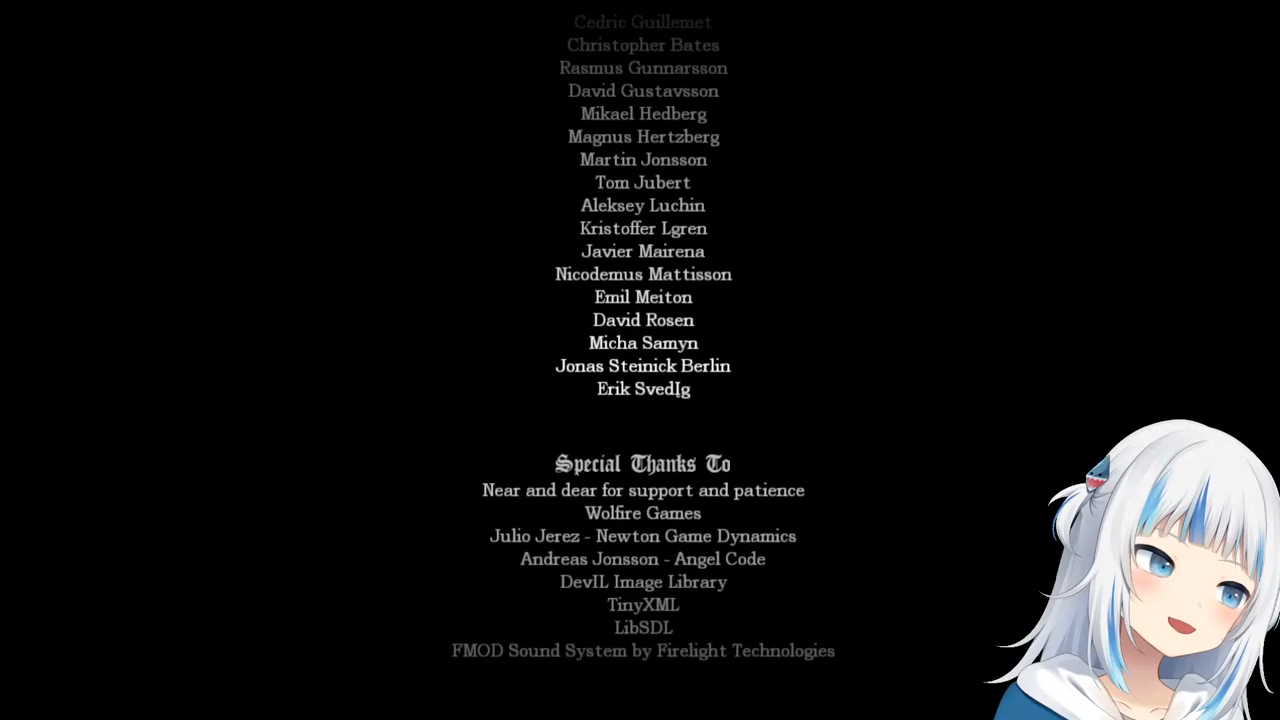 Cedric Guillemet
Christopher Bates
Rasmus Gunnarsson
David Gustavsson
Mikael Hedberg
Magnus Hertzberg
Martin Jonsson
Tom Jubert
Aleksey Luchin
Kristoffer Lgren
Javier Mairena
Nicodemus Mattisson
Emil Meiton
David Rosen
Micha Samyn
Jonas Steinick Berlin
Erik SvedIg
Special Thanks To
Near and dear for support and patience
Wolfire Games
Julio Jerez - Newton Game Dynamics
Andreas Jonsson - Angel Code
DevIL Image Library
TinyXML
LibSDL
FMOD Sound System by Firelight Technologies